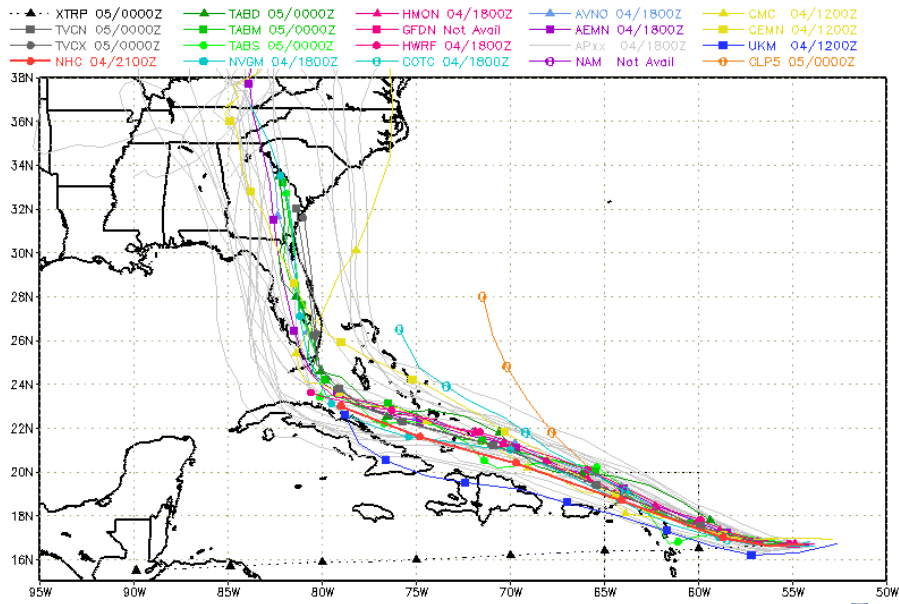 XTRP 05/0000Z TABD 05/0000Z HMON 04/1800Z AVNO 04/1800Z CMC 04/1200Z
TVCN 05/0000Z TABM 05/0000Z GFDN Not Avail AEMN 04/1800Z CEMN 04/1200Z
TVCX 05/0000Z TABS 05/0000Z HWRF 04/1800Z APxx 04/1800Z UKM 04/1200Z
NHC 04/2100Z NVGM 04/1800Z COTC 04/1800Z NAM Not Avail CLP5 05/0000Z
38N
36N
34N
32N
30N
28N
26N
24N
22N
20N
18N
16N
95W 90W 85W 80W 75W 70W 65W 60W 55W 50W